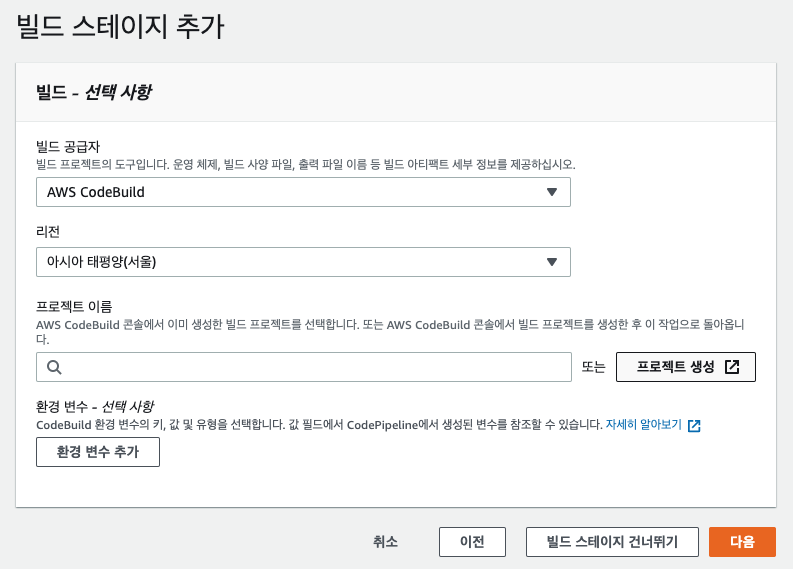 빌드 스테이지 추가
빌드 - 선택 사항
빌드 공급자
빌드 프로젝트의 도구입니다. 운영 체제, 빌드 사양 파일, 출력 파일 이름 등 빌드 아티팩트 세부 정보를 제공하십시오.
AWS CodeBuild
리전
아시아 태평양(서울)
프로젝트 이름
AWS CodeBuild 콘솔에서 이미 생성한 빌드 프로젝트를 선택합니다. 또는 AWS CodeBuild 콘솔에서 빌드 프로젝트를 생성한 후 이 작업으로 돌아옵니
다.
또는 프로젝트 생성
환경 변수 - 선택 사항
CodeBuild 환경 변수의 키, 값 및 유형을 선택합니다. 값 필드에서 CodePipeline에서 생성된 변수를 참조할 수 있습니다. 자세히 알아보기
환경 변수 추가
취소 이전 빌드 스테이지 건너뛰기 다음